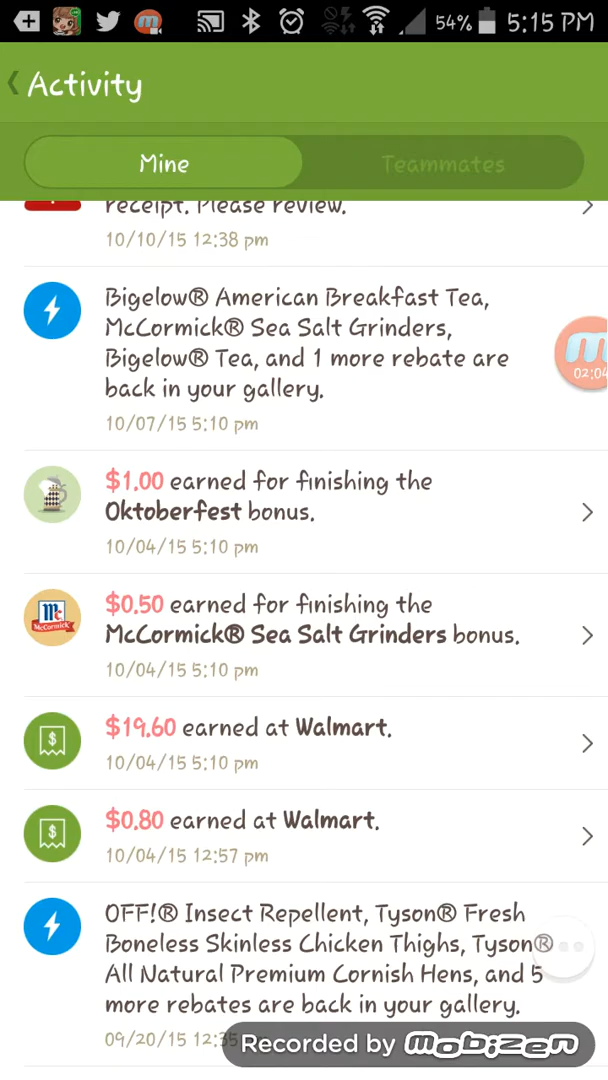 54% 5:15 PM
Activity
Mine
Teammates
receipt. Please review.
10/10/15 12:38 pm
Bigelow® American Breakfast Tea,
McCormick® Sea Salt Grinders,
Bigelow® Tea, and 1 more rebate are
back in your gallery.
02:04
10/07/15 5:10 pm
$1.00 earned for finishing the
Oktoberfest bonus.
10/04/15 5:10 pm
$0.50 earned for finishing the
McCormick® Sea Salt Grinders bonus.
McCormick
10/04/15 5:10 pm
$19.60 earned at Walmart.
10/04/15 5:10 pm
$0.80 earned at Walmart.
10/04/15 12:57 pm
OFF!® Insect Repellent, Tyson® Fresh
Boneless Skinless Chicken Thighs, Tyson®
All Natural Premium Cornish Hens, and 5
more rebates are back in your gallery.
09/20/15 12:35
Recorded by mobizen